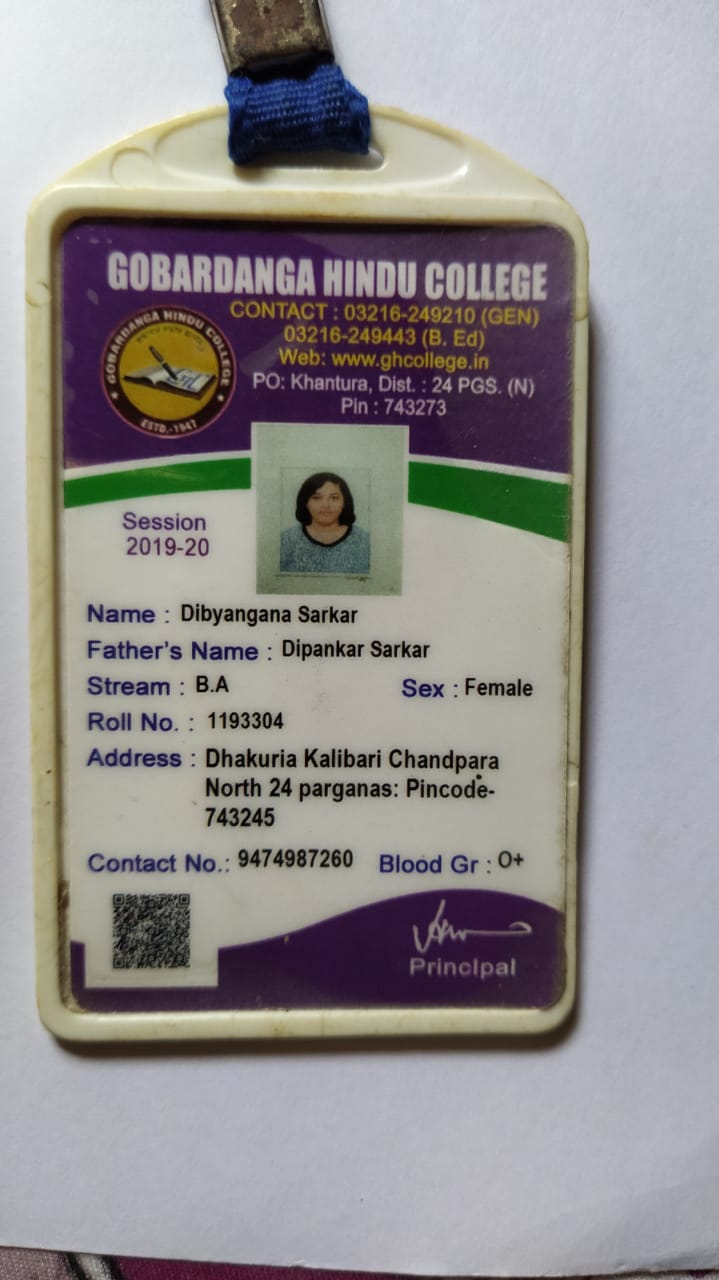 GOBARDANGA HINDU COLLEGE
CONTACT : 03216-249210 (GEN)
03216-249443 (B. Ed)
Web: www.ghcollege.in
PO: Khantura, Dist. : 24 PGS. (N)
Pin : 743273
GOBARDANGA HINDU COLLEGE
ESTD.-1947
Session
2019-20
Name : Dibyangana Sarkar
Father's Name : Dipankar Sarkar
Stream : B.A Sex : Female
Roll No. : 1193304
Address : Dhakuria Kalibari Chandpara
North 24 parganas: Pincode-
743245
Contact No.: 9474987260 Blood Gr : O+
Principal